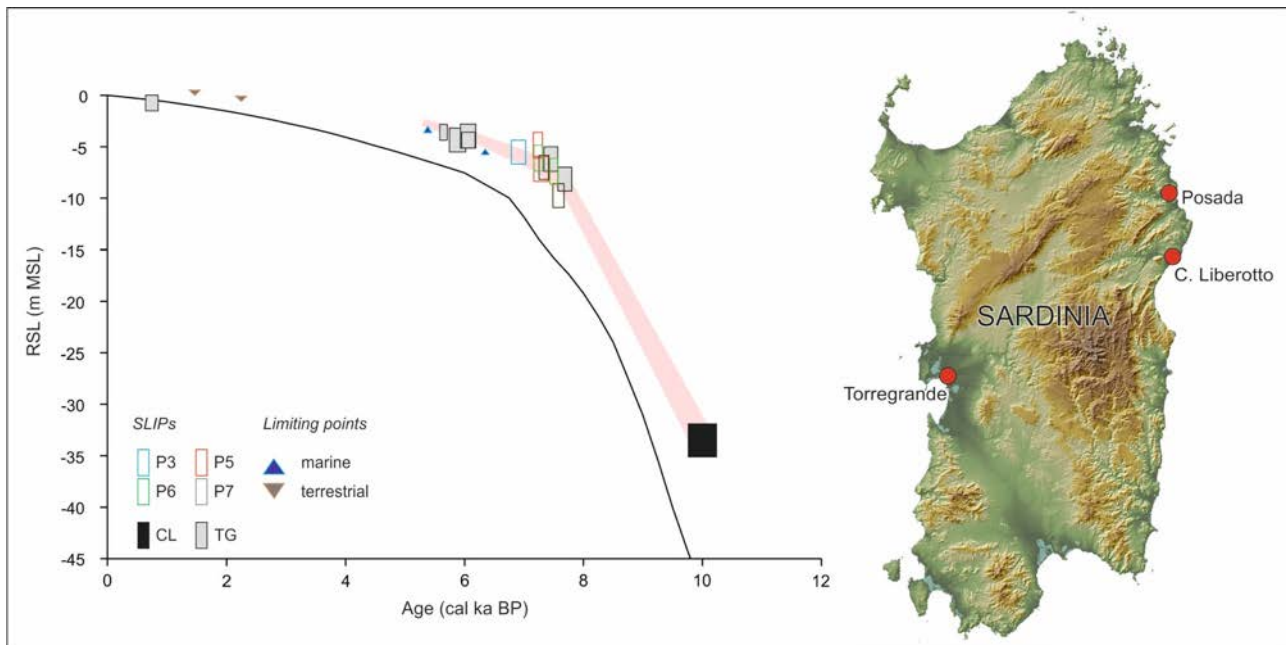 0
-5
-10
-15
-20
-25
-30
-35
-40
-45
RSL (m MSL)
0 2 4 6 8 10 12
Age (cal ka BP)
SLIPs Limiting points
P3 P5 marine
P6 P7 terrestrial
CL TG
Posada
C. Liberotto
SARDINIA
Torregrande